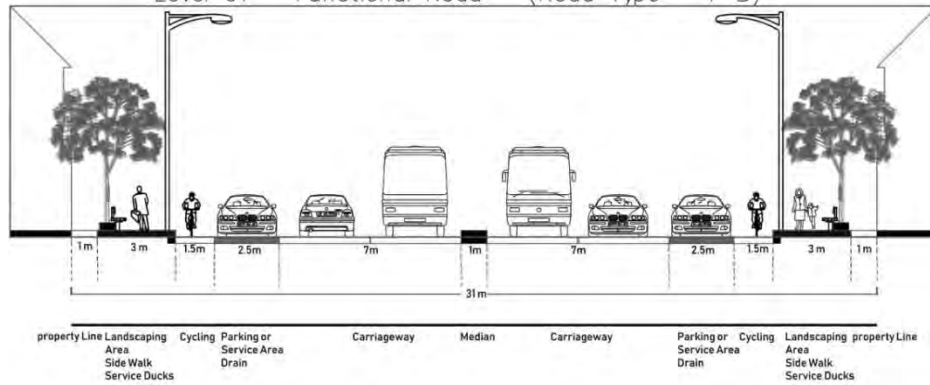 1m 3 m 1.5m 2.5m 7m 1m 7m 2.5m 1.5m 3 m 1m
31m
property Line Landscaping Cycling Parking or Carriageway Median Carriageway Parking or Cycling Landscaping property Line
Area Service Area Service Area Area
Side Walk Drain Drain Side Walk
Service Ducks Service Ducks